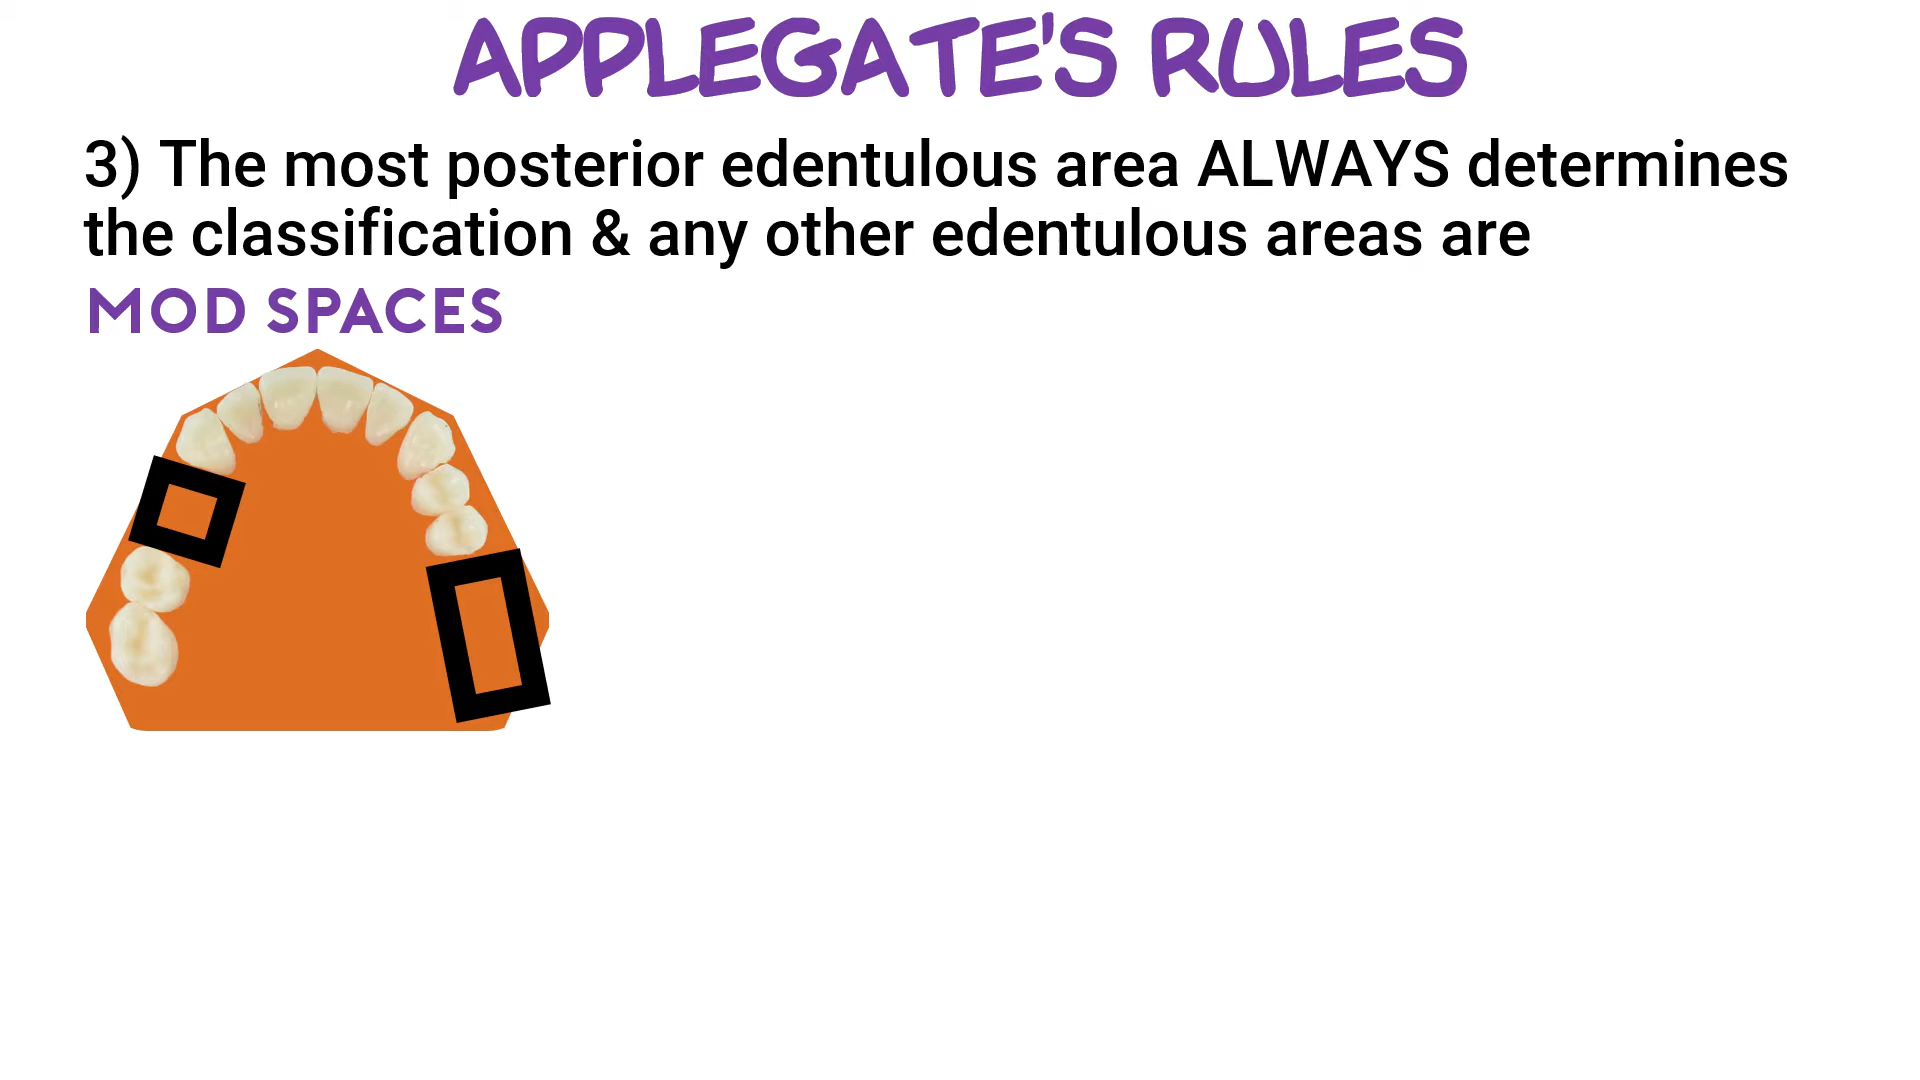 APPLEGATE'S RULES
3) The most posterior edentulous area ALWAYS determines
the classification & any other edentulous areas are
MOD SPACES